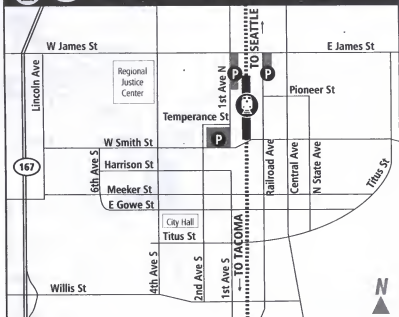 TO SEATTLE →
W James St
E James St
Lincoln Ave
Regional
Justice
Center
1st Ave N
P
P
Pioneer St
Temperance St
P
W Smith St
167
6th Ave S
Harrison St
Railroad Ave
Central Ave
N State Ave
Titus St
Meeker St
E Gowe St
City Hall
Titus St
4th Ave S
2nd Ave S
1st Ave S
← TO TACOMA
Willis St
N